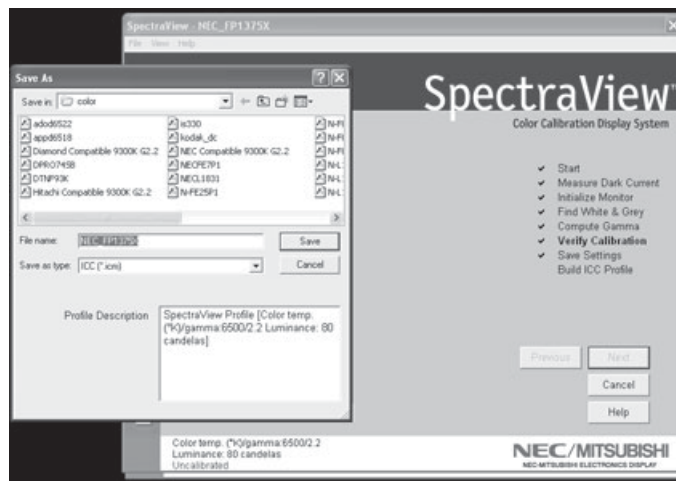 SpectraView - NEC_FP1375X
File View Help
Save As
Save in: color
adod6522
appd6518
Diamond Compatible 9300K G2.2
DPRO745B
DTNP93K
Hitachi Compatible 9300K G2.2
is330
kodak_dc
NEC Compatible 9300K G2.2
NECFE7P1
NECL1831
N-FE25P1
File name: NEC_FP1375X
Save
Save as type: ICC (*.icm)
Cancel
Profile Description
SpectraView Profile [Color temp.
(°K)/gamma:6500/2.2 Luminance: 80
candelas]
SpectraView
Color Calibration Display System
Start
Measure Dark Current
Initialize Monitor
Find White & Grey
Compute Gamma
Verify Calibration
Save Settings
Build ICC Profile
Previous
Next
Cancel
Help
Color temp. (°K)/gamma:6500/2.2
Luminance: 80 candelas
Uncalibrated
NEC/MITSUBISHI
NEC-MITSUBISHI ELECTRONICS DISPLAY